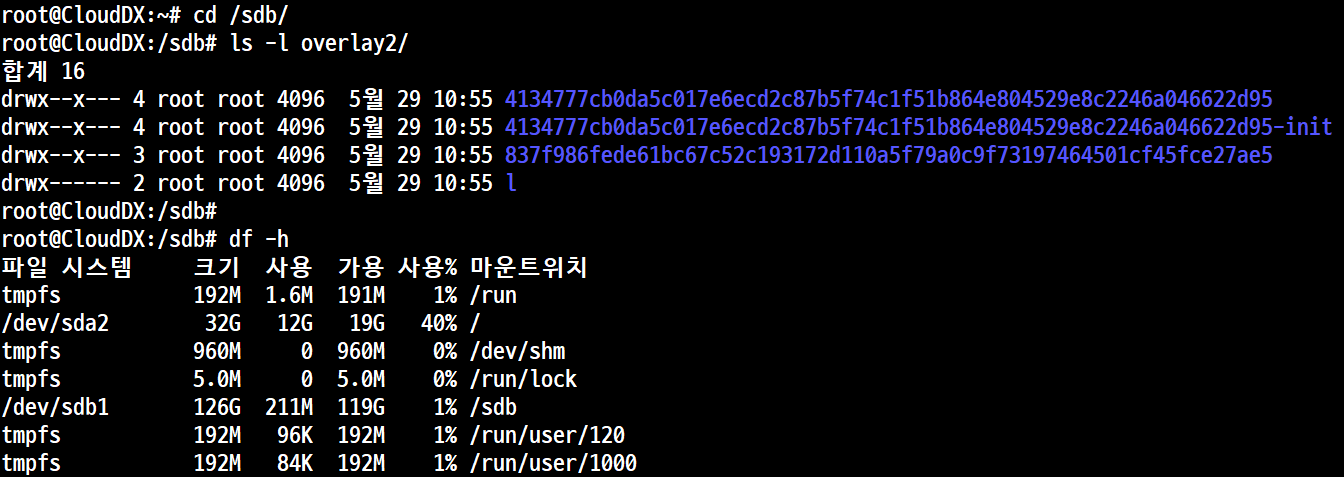 root@CloudDX:~# cd /sdb/
root@CloudDX:/sdb# ls -l overlay2/
합계 16
drwx--x--- 4 root root 4096  5월 29 10:55 4134777cb0da5c017e6ecd2c87b5f74c1f51b864e804529e8c2246a046622d95
drwx--x--- 4 root root 4096  5월 29 10:55 4134777cb0da5c017e6ecd2c87b5f74c1f51b864e804529e8c2246a046622d95-init
drwx--x--- 3 root root 4096  5월 29 10:55 837f986fede61bc67c52c193172d110a5f79a0c9f73197464501cf45fce27ae5
drwx------ 2 root root 4096  5월 29 10:55 l
root@CloudDX:/sdb#
root@CloudDX:/sdb# df -h
파일 시스템     크기  사용  가용 사용% 마운트위치
tmpfs           192M  1.6M  191M    1% /run
/dev/sda2        32G   12G   19G   40% /
tmpfs           960M     0  960M    0% /dev/shm
tmpfs           5.0M     0  5.0M    0% /run/lock
/dev/sdb1       126G  211M  119G    1% /sdb
tmpfs           192M   96K  192M    1% /run/user/120
tmpfs           192M   84K  192M    1% /run/user/1000